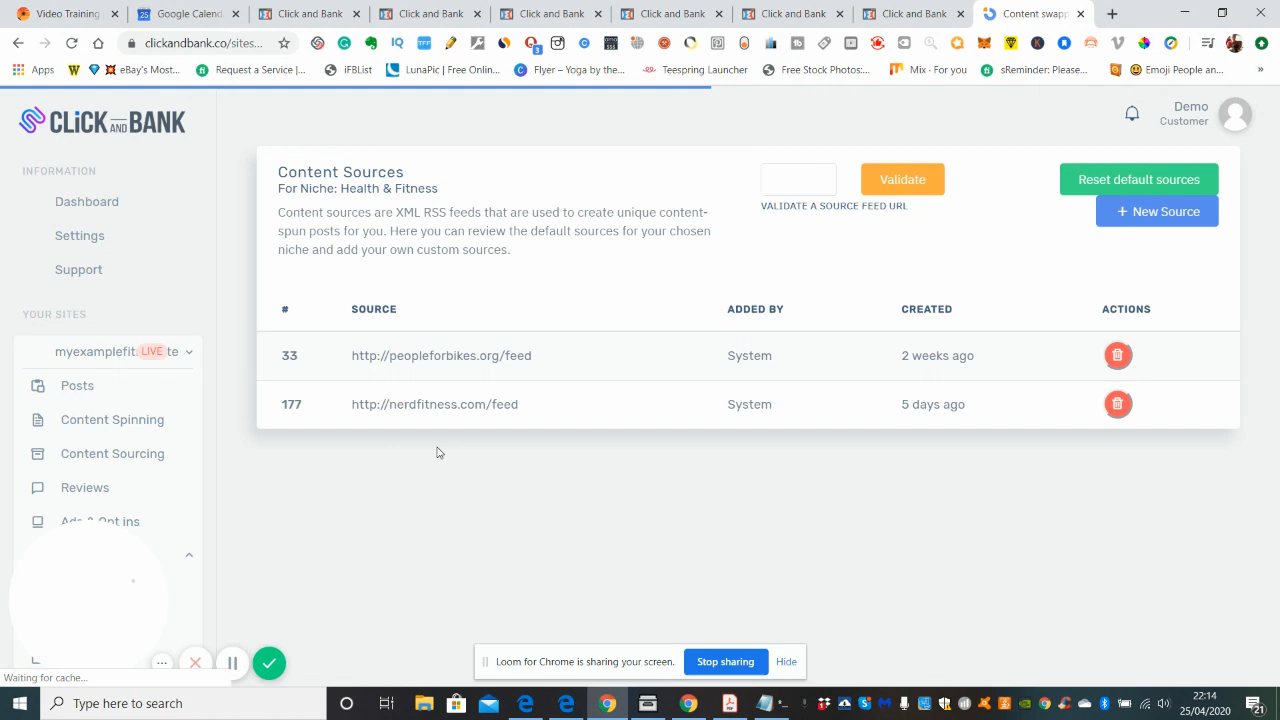 Video Training
Google Calend
Click and Bank
Click and Bank
Click and Bank
Click and Bank
Click and Bank
Click and Bank
Content swapp
clickandbank.co/sites...
Apps
eBay's Most...
Request a Service |...
iFBList
LunaPic | Free Onlin...
Flyer – Yoga by the...
Teespring Launcher
Free Stock Photos:...
Mix · For you
sReminder: Please...
Emoji People an...
CLiCK AND BANK
Demo
Customer
INFORMATION
Dashboard
Settings
Support
YOUR SITES
myexamplefit
LIVE
te
Posts
Content Spinning
Content Sourcing
Reviews
Ads & Opt ins
Content Sources
For Niche: Health & Fitness
Content sources are XML RSS feeds that are used to create unique content-
spun posts for you. Here you can review the default sources for your chosen
niche and add your own custom sources.
Validate
VALIDATE A SOURCE FEED URL
Reset default sources
+ New Source
# SOURCE ADDED BY CREATED ACTIONS
33 http://peopleforbikes.org/feed System 2 weeks ago
177 http://nerdfitness.com/feed System 5 days ago
Loom for Chrome is sharing your screen.
Stop sharing
Hide
Waiting for cache...
Type here to search
22:14
25/04/2020
21